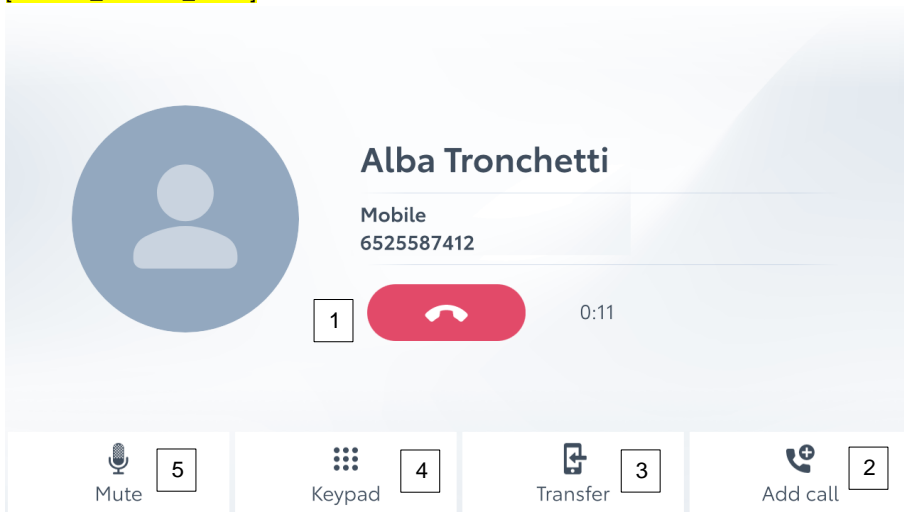 Alba Tronchetti
Mobile
6525587412
1
0:11
5
4
3
2
Mute
Keypad
Transfer
Add call